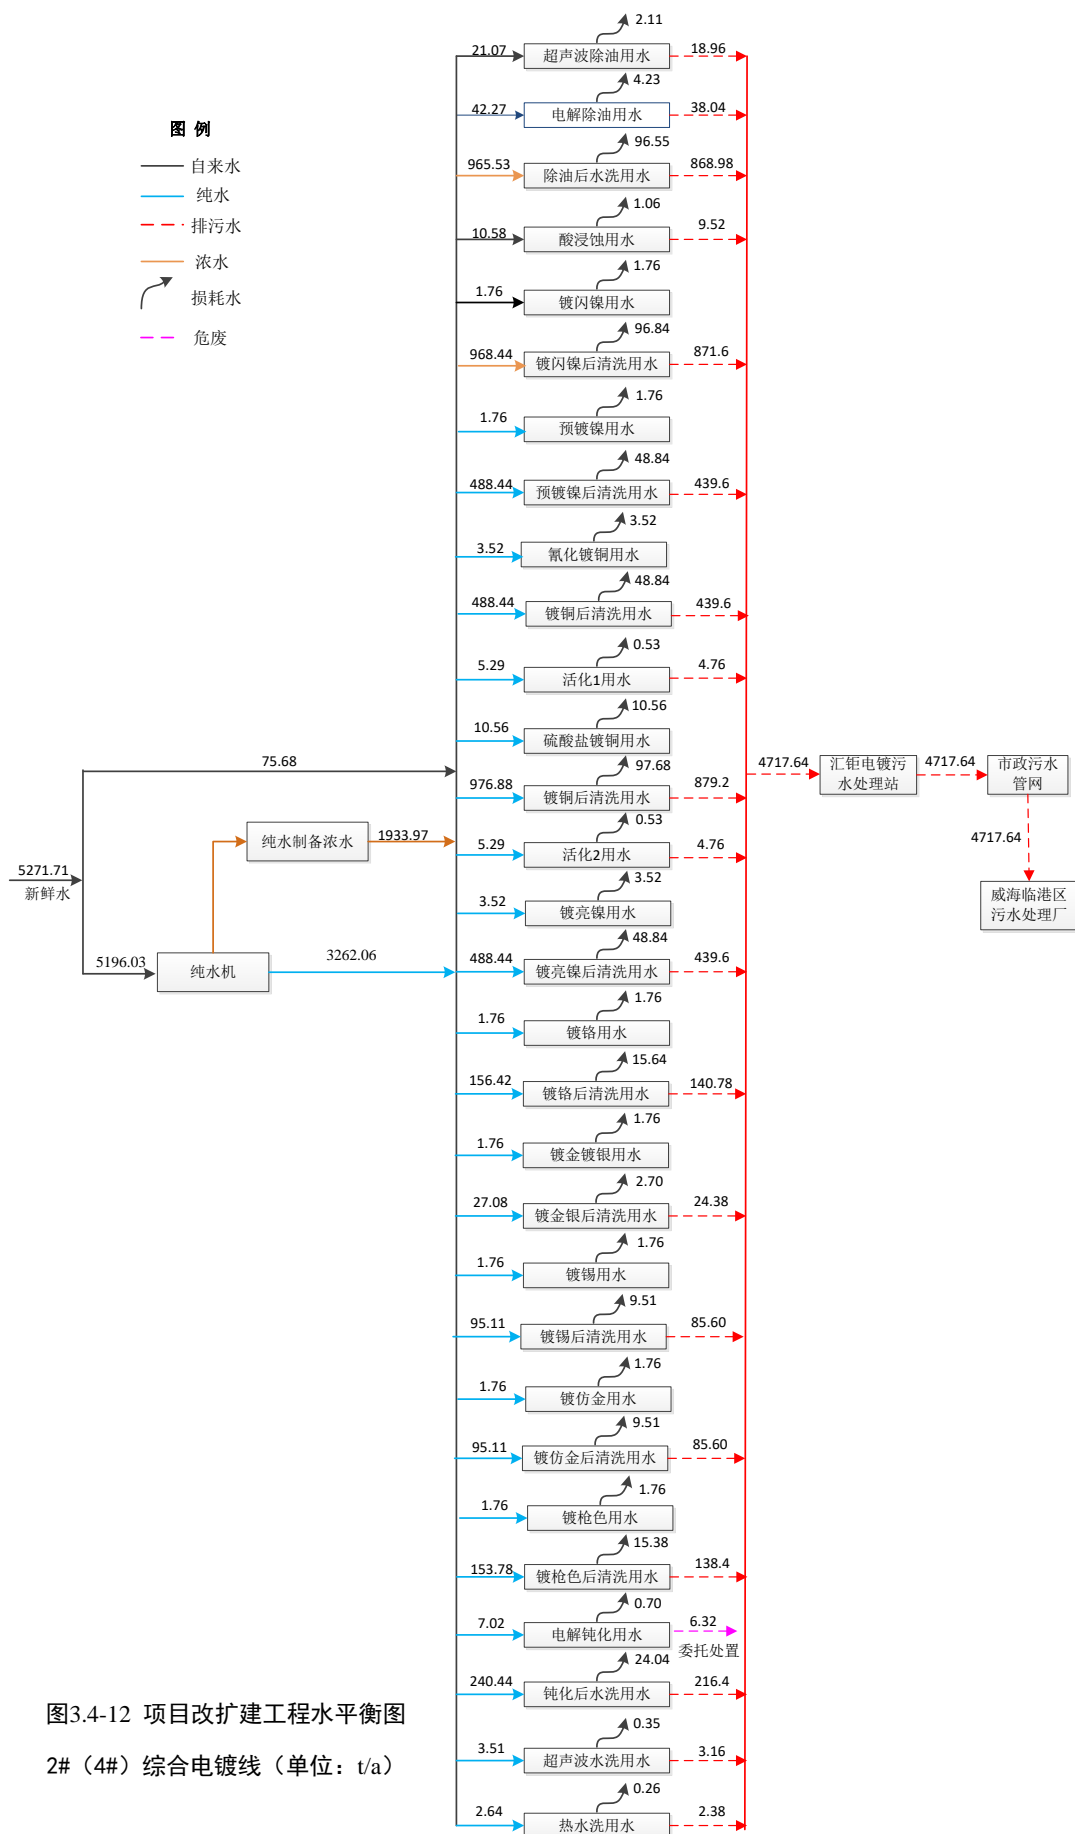 图 例
自来水
纯水
排污水
浓水
损耗水
危废
2.11
21.07
超声波除油用水
18.96
4.23
42.27
电解除油用水
38.04
96.55
965.53
除油后水洗用水
868.98
1.06
10.58
酸浸蚀用水
9.52
1.76
1.76
镀闪镍用水
96.84
968.44
镀闪镍后清洗用水
871.6
1.76
1.76
预镀镍用水
48.84
488.44
预镀镍后清洗用水
439.6
3.52
3.52
氰化镀铜用水
48.84
488.44
镀铜后清洗用水
439.6
0.53
5.29
活化1用水
4.76
10.56
10.56
硫酸盐镀铜用水
97.68
976.88
镀铜后清洗用水
879.2
0.53
5.29
活化2用水
4.76
3.52
3.52
镀亮镍用水
48.84
488.44
镀亮镍后清洗用水
439.6
1.76
1.76
镀铬用水
15.64
156.42
镀铬后清洗用水
140.78
1.76
1.76
镀金镀银用水
2.70
27.08
镀金银后清洗用水
24.38
1.76
1.76
镀锡用水
9.51
95.11
镀锡后清洗用水
85.60
1.76
1.76
镀仿金用水
9.51
95.11
镀仿金后清洗用水
85.60
1.76
1.76
镀枪色用水
15.38
153.78
镀枪色后清洗用水
138.4
0.70
7.02
电解钝化用水
6.32
委托处置
24.04
240.44
钝化后水洗用水
216.4
0.35
3.51
超声波水洗用水
3.16
0.26
2.64
热水洗用水
2.38
5271.71
新鲜水
75.68
5196.03
纯水机
纯水制备浓水
1933.97
3262.06
4717.64
汇钜电镀污
水处理站
4717.64
市政污水
管网
4717.64
威海临港区
污水处理厂
图3.4-12 项目改扩建工程水平衡图
2#（4#）综合电镀线（单位：t/a）